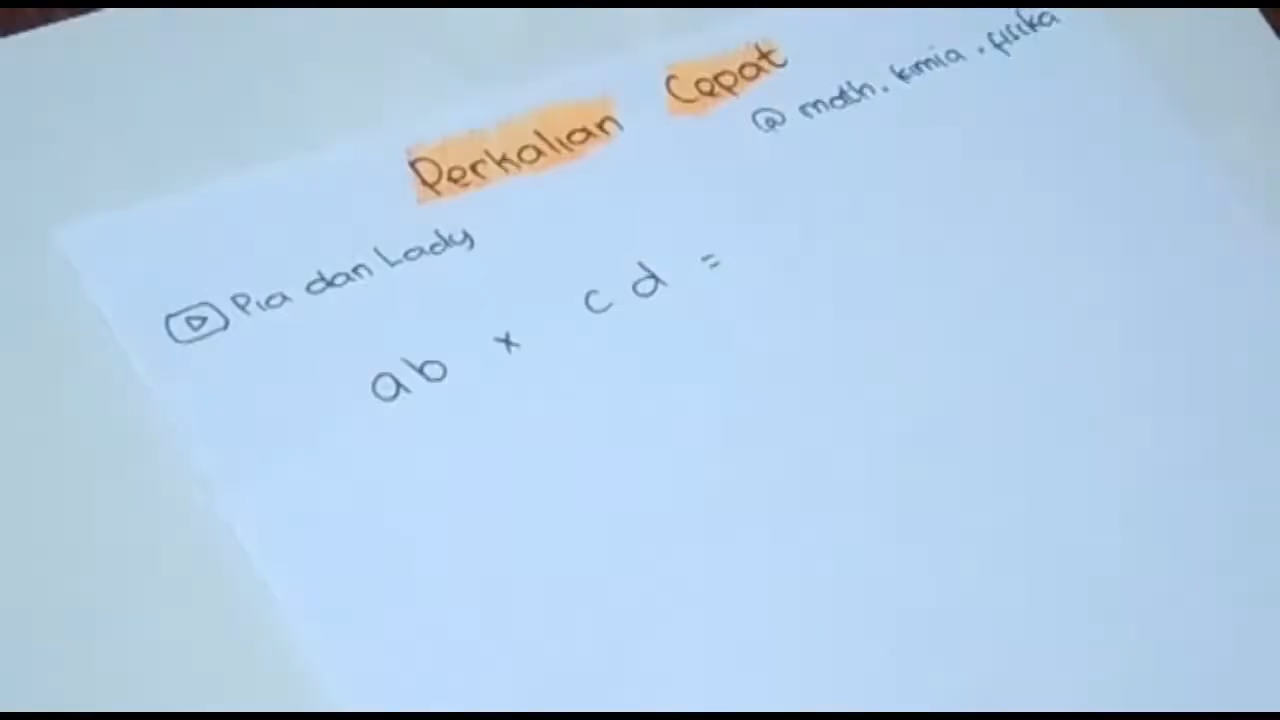 Perkalian Cepat
@ math.kimia.fisika
Pia dan Lady
ab × cd =